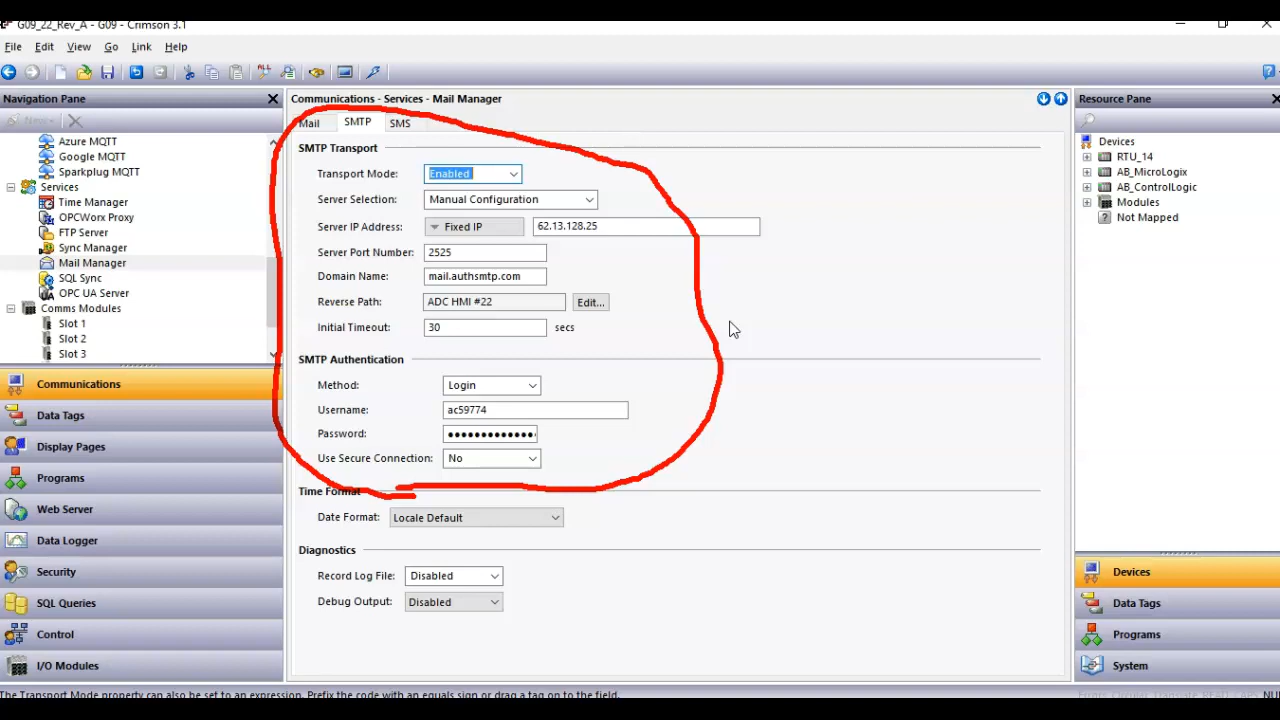 G09_22_Rev_A - G09 - Crimson 3.1
File Edit View Go Link Help
Navigation Pane
New
Azure MQTT
Google MQTT
Sparkplug MQTT
Services
Time Manager
OPCWorx Proxy
FTP Server
Sync Manager
Mail Manager
SQL Sync
OPC UA Server
Comms Modules
Slot 1
Slot 2
Slot 3
Communications
Data Tags
Display Pages
Programs
Web Server
Data Logger
Security
SQL Queries
Control
I/O Modules
Communications - Services - Mail Manager
Mail SMTP SMS
SMTP Transport
Transport Mode: Enabled
Server Selection: Manual Configuration
Server IP Address: Fixed IP 62.13.128.25
Server Port Number: 2525
Domain Name: mail.authsmtp.com
Reverse Path: ADC HMI #22 Edit...
Initial Timeout: 30 secs
SMTP Authentication
Method: Login
Username: ac59774
Password: ●●●●●●●●●●●●●●
Use Secure Connection: No
Time Format
Date Format: Locale Default
Diagnostics
Record Log File: Disabled
Debug Output: Disabled
Resource Pane
Devices
RTU_14
AB_MicroLogix
AB_ControlLogix
Modules
Not Mapped
Devices
Data Tags
Programs
System
The Transport Mode property can also be set to an expression. Prefix the code with an equals sign or drag a tag on to the field.
Errors Circular Translate READ CAPS NU